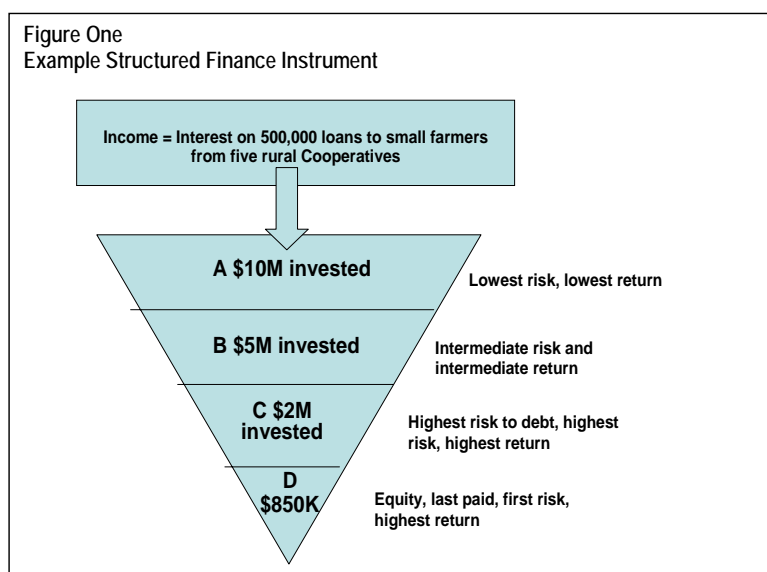 Figure One
Example Structured Finance Instrument
Income = Interest on 500,000 loans to small farmers
from five rural Cooperatives
A $10M invested
Lowest risk, lowest return
B $5M invested
Intermediate risk and
intermediate return
C $2M
invested
Highest risk to debt, highest
risk, highest return
D
$850K
Equity, last paid, first risk,
highest return